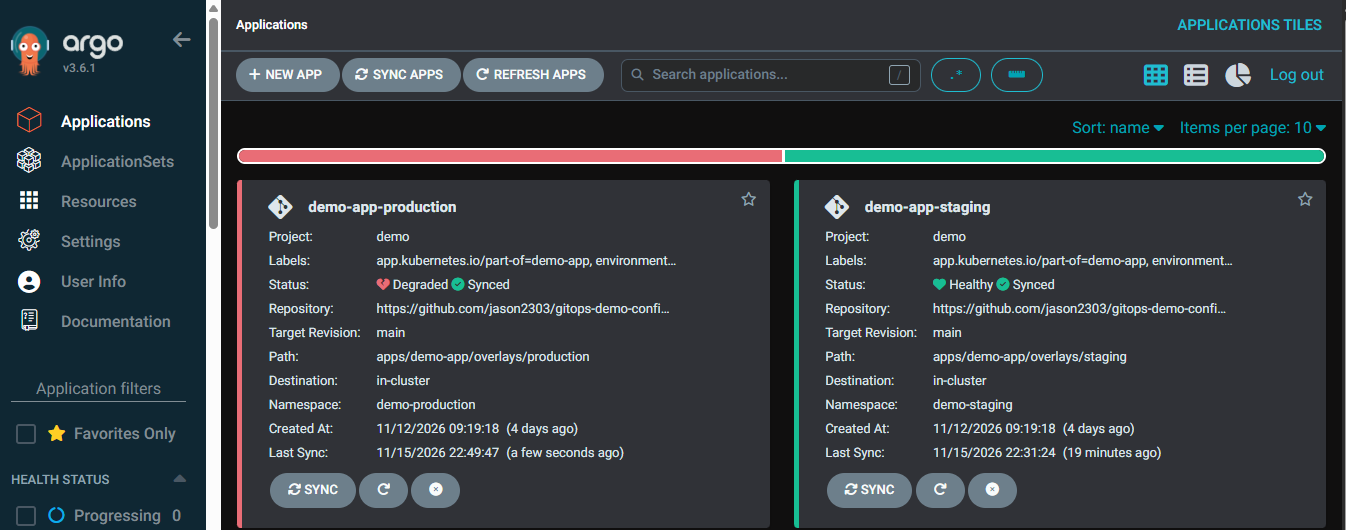 argo
v3.6.1
Applications
ApplicationSets
Resources
Settings
User Info
Documentation
Application filters
Favorites Only
HEALTH STATUS
Progressing 0
Applications
APPLICATIONS TILES
+ NEW APP
SYNC APPS
REFRESH APPS
Search applications...
/
.*
Log out
Sort: name
Items per page: 10
demo-app-production
Project: demo
Labels: app.kubernetes.io/part-of=demo-app, environment...
Status: Degraded Synced
Repository: https://github.com/jason2303/gitops-demo-confi...
Target Revision: main
Path: apps/demo-app/overlays/production
Destination: in-cluster
Namespace: demo-production
Created At: 11/12/2026 09:19:18 (4 days ago)
Last Sync: 11/15/2026 22:49:47 (a few seconds ago)
SYNC
demo-app-staging
Project: demo
Labels: app.kubernetes.io/part-of=demo-app, environment...
Status: Healthy Synced
Repository: https://github.com/jason2303/gitops-demo-confi...
Target Revision: main
Path: apps/demo-app/overlays/staging
Destination: in-cluster
Namespace: demo-staging
Created At: 11/12/2026 09:19:18 (4 days ago)
Last Sync: 11/15/2026 22:31:24 (19 minutes ago)
SYNC